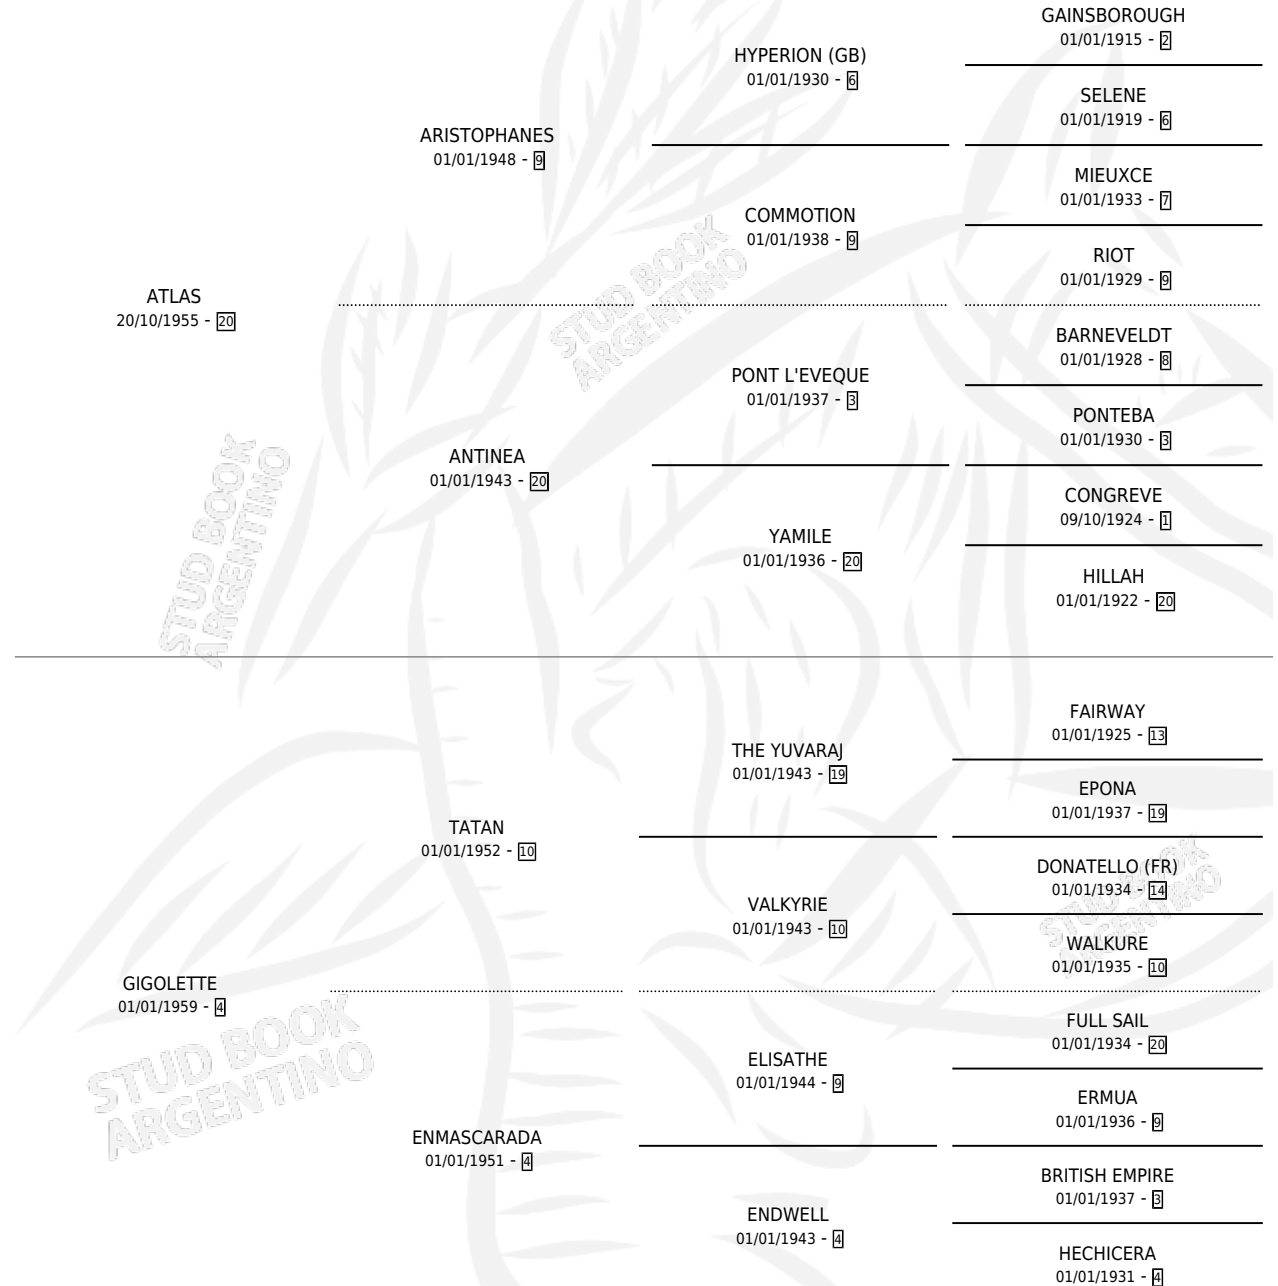 GAINSBOROUGH
01/01/1915 - 2
HYPERION (GB)
01/01/1930 - 6
SELENE
01/01/1919 - 6
ARISTOPHANES
01/01/1948 - 9
MIEUXCE
01/01/1933 - 7
COMMOTION
01/01/1938 - 9
RIOT
01/01/1929 - 9
ATLAS
20/10/1955 - 20
BARNEVELDT
01/01/1928 - 8
PONT L'EVEQUE
01/01/1937 - 3
PONTEBA
01/01/1930 - 3
ANTINEA
01/01/1943 - 20
CONGREVE
09/10/1924 - 1
YAMILE
01/01/1936 - 20
HILLAH
01/01/1922 - 20
FAIRWAY
01/01/1925 - 13
THE YUVARAJ
01/01/1943 - 19
EPONA
01/01/1937 - 19
TATAN
01/01/1952 - 10
DONATELLO (FR)
01/01/1934 - 14
VALKYRIE
01/01/1943 - 10
WALKURE
01/01/1935 - 10
GIGOLETTE
01/01/1959 - 4
FULL SAIL
01/01/1934 - 20
ELISATHE
01/01/1944 - 9
ERMUA
01/01/1936 - 9
ENMASCARADA
01/01/1951 - 4
BRITISH EMPIRE
01/01/1937 - 3
ENDWELL
01/01/1943 - 4
HECHICERA
01/01/1931 - 4
STUD BOOK
ARGENTINO
STUD BOOK
ARGENTINO
STUD BOOK
ARGENTINO
STUD BOOK
ARGENTINO